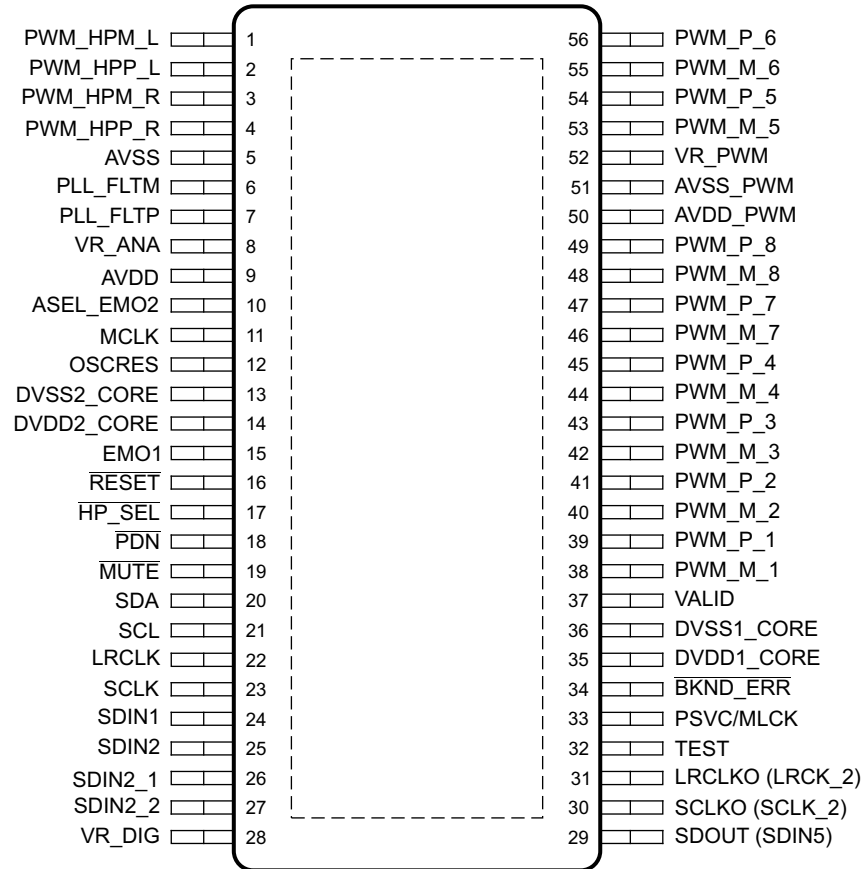 PWM_HPM_L 1 56 PWM_P_6
PWM_HPP_L 2 55 PWM_M_6
PWM_HPM_R 3 54 PWM_P_5
PWM_HPP_R 4 53 PWM_M_5
AVSS 5 52 VR_PWM
PLL_FLTM 6 51 AVSS_PWM
PLL_FLTP 7 50 AVDD_PWM
VR_ANA 8 49 PWM_P_8
AVDD 9 48 PWM_M_8
ASEL_EMO2 10 47 PWM_P_7
MCLK 11 46 PWM_M_7
OSCRES 12 45 PWM_P_4
DVSS2_CORE 13 44 PWM_M_4
DVDD2_CORE 14 43 PWM_P_3
EMO1 15 42 PWM_M_3
RESET 16 41 PWM_P_2
HP_SEL 17 40 PWM_M_2
PDN 18 39 PWM_P_1
MUTE 19 38 PWM_M_1
SDA 20 37 VALID
SCL 21 36 DVSS1_CORE
LRCLK 22 35 DVDD1_CORE
SCLK 23 34 BKND_ERR
SDIN1 24 33 PSVC/MLCK
SDIN2 25 32 TEST
SDIN2_1 26 31 LRCLKO (LRCK_2)
SDIN2_2 27 30 SCLKO (SCLK_2)
VR_DIG 28 29 SDOUT (SDIN5)